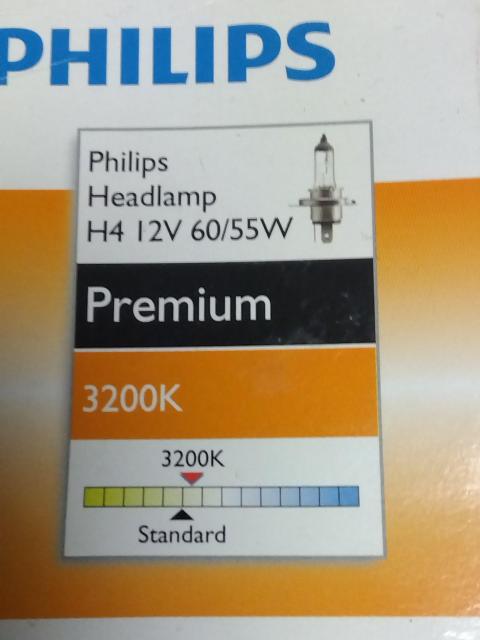 PHILIPS
Philips
Headlamp
H4 12V 60/55W
Premium
3200K
3200K
Standard